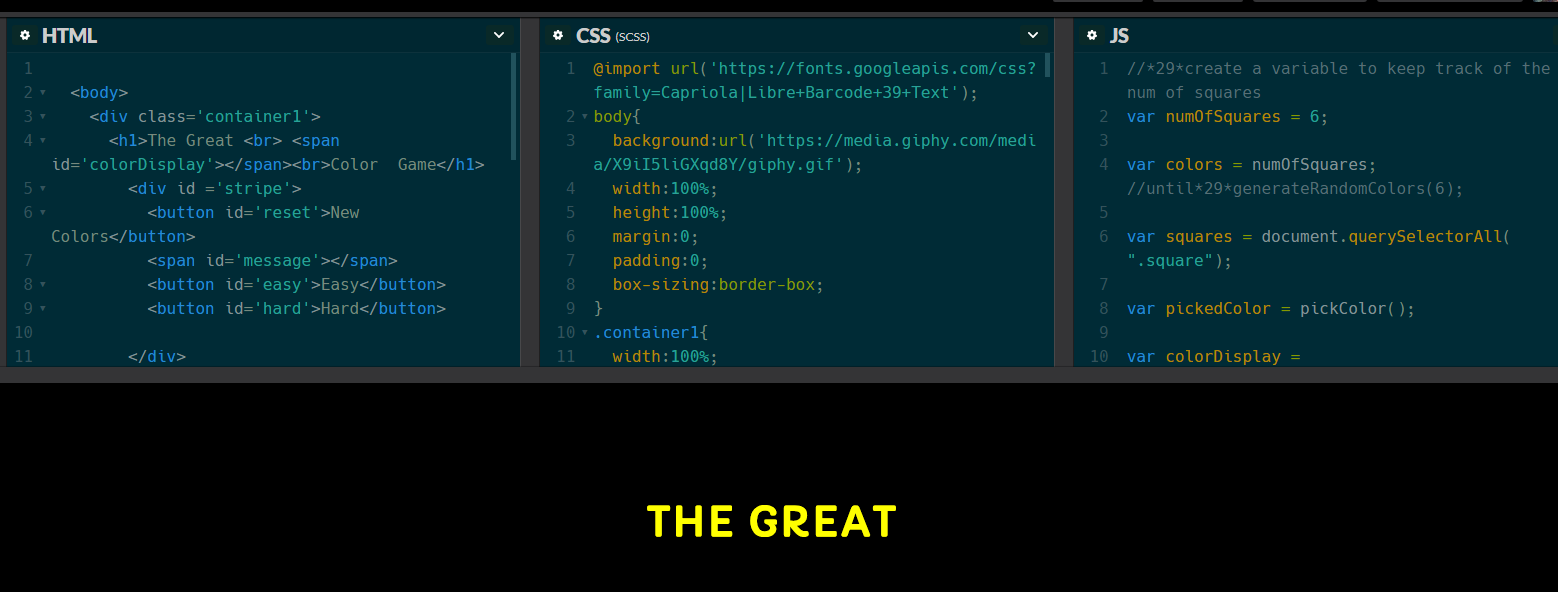 HTML
1
2 <body>
3 <div class='container1'>
4 <h1>The Great <br> <span
id='colorDisplay'></span><br>Color  Game</h1>
5 <div id ='stripe'>
6 <button id='reset'>New
Colors</button>
7 <span id='message'></span>
8 <button id='easy'>Easy</button>
9 <button id='hard'>Hard</button>
10
11 </div>
CSS (SCSS)
1 @import url('https://fonts.googleapis.com/css?
family=Capriola|Libre+Barcode+39+Text');
2 body{
3 background:url('https://media.giphy.com/medi
a/X9iI5liGXqd8Y/giphy.gif');
4 width:100%;
5 height:100%;
6 margin:0;
7 padding:0;
8 box-sizing:border-box;
9 }
10 .container1{
11 width:100%;
JS
1 //*29*create a variable to keep track of the
num of squares
2 var numOfSquares = 6;
3
4 var colors = numOfSquares;
//until*29*generateRandomColors(6);
5
6 var squares = document.querySelectorAll(
".square");
7
8 var pickedColor = pickColor();
9
10 var colorDisplay =
THE GREAT